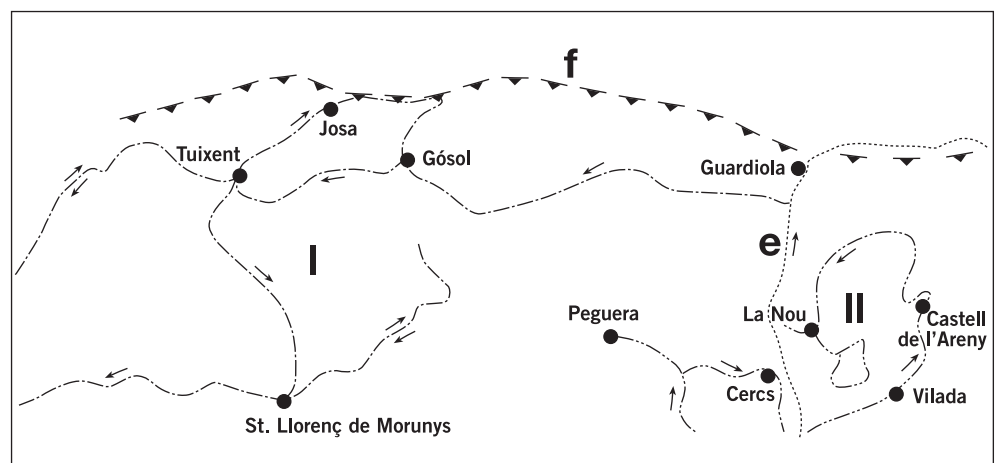 f
Josa
Tuixent
Gósol
Guardiola
e
I
Peguera
La Nou
II
Castell
de l'Areny
Cercs
Vilada
St. Llorenç de Morunys